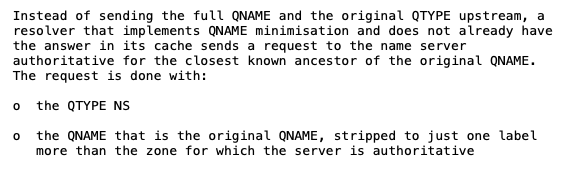 Instead of sending the full QNAME and the original QTYPE upstream, a
resolver that implements QNAME minimisation and does not already have
the answer in its cache sends a request to the name server
authoritative for the closest known ancestor of the original QNAME.
The request is done with:
o  the QTYPE NS
o  the QNAME that is the original QNAME, stripped to just one label
more than the zone for which the server is authoritative